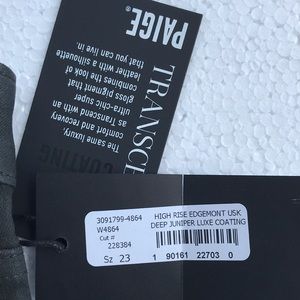 PAIGE®
TRANSC
COATING
The same luxury,
comfort and recovery
as Transcend with an
ultra-chic super
gloss pigment that
combines the look of
leather with a silhouette
that you can live in.
3091799-4864
W4864
Cut #
228384
Sz 23
HIGH RISE EDGEMONT USK
DEEP JUNIPER LUXE COATING
1 90161 22703 0